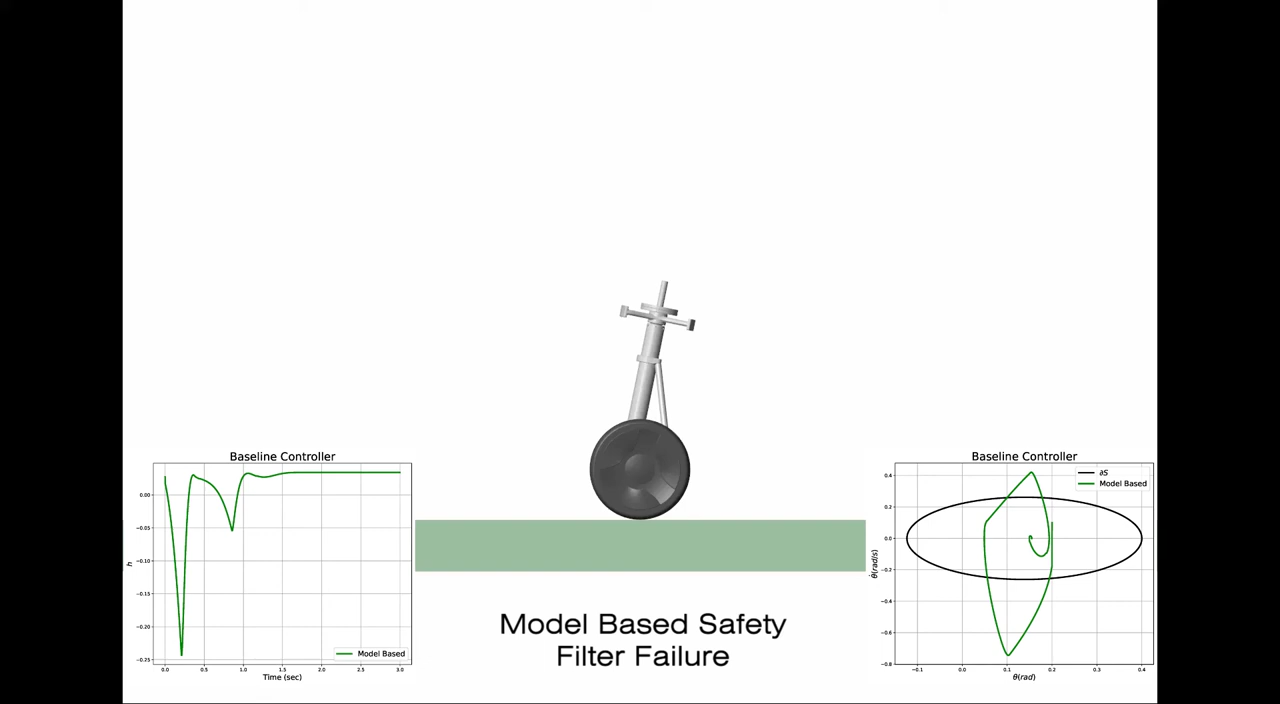 Baseline Controller
0.00
−0.05
−0.10
−0.15
−0.20
−0.25
h
0.0 0.5 1.0 1.5 2.0 2.5 3.0
Time (sec)
Model Based
Model Based Safety
Filter Failure
Baseline Controller
∂S
Model Based
0.4
0.2
0.0
−0.2
−0.4
−0.6
−0.8
θ̇(rad/s)
−0.1 0.0 0.1 0.2 0.3 0.4
θ(rad)